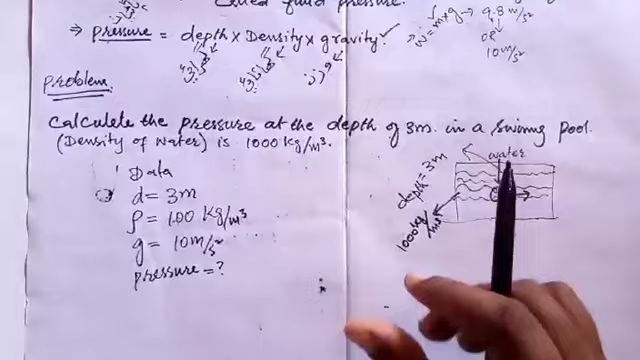 Called fluid pressure.
⇒ pressure = depth × Density × gravity.
w = m × g → 9.8 m/s²
OR
10 m/s²
problem
Calculete the pressure at the depth of 3m. in a swimg pool.
(Density of water) is 1000 kg/m³.
Data
d = 3m
ρ = 100 kg/m³
g = 10 m/s²
pressure = ?
water
depth = 3m
1000 kg/m³